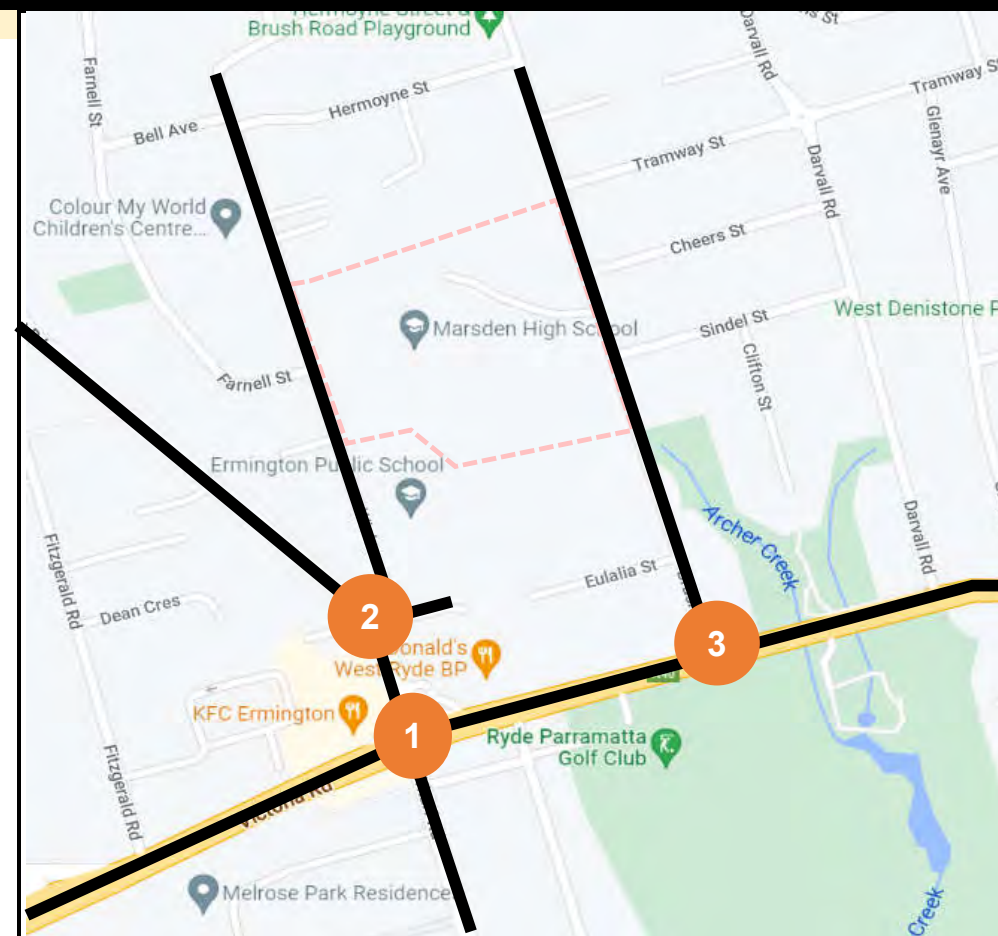 Hermoyne Street &
Brush Road Playground
Darvall Rd
St
Farnell St
Hermoyne St
Bell Ave
Tramway St
Tramway St
Glenayr Ave
Darvall Rd
Colour My World
Children's Centre...
Cheers St
West Denistone P
Marsden High School
Sindel St
Clifton St
Farnell St
Ermington Public School
Archer Creek
Darvall Rd
Fitzgerald Rd
Eulalia St
Dean Cres
2
3
onald's
West Ryde BP
KFC Ermington
1
Ryde Parramatta
Golf Club
Fitzgerald Rd
Victoria Rd
Melrose Park Residence
Creek